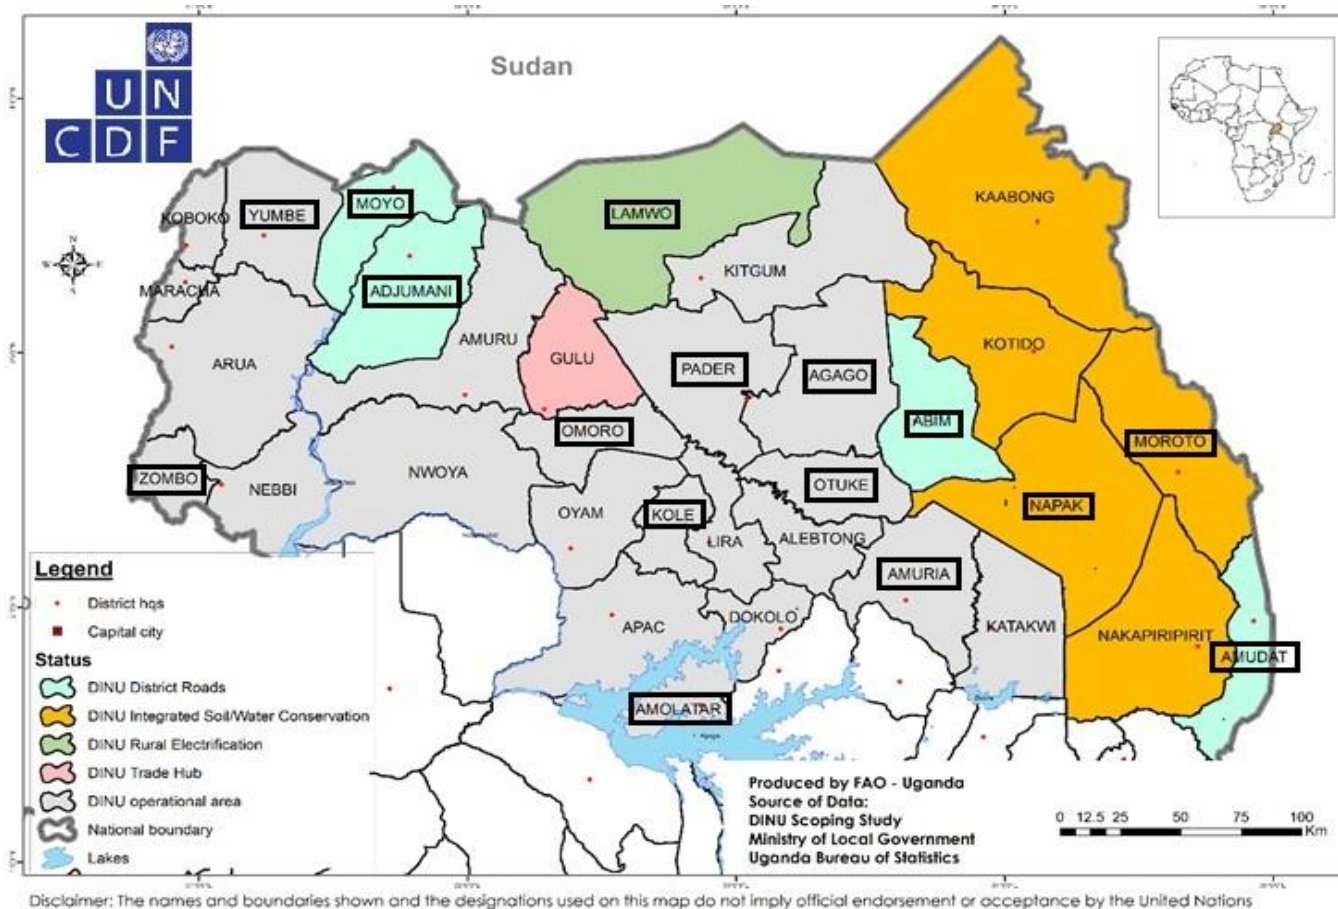 Sudan
U N
C D F
KAABONG
KOBOKO
YUMBE
MOYO
LAMWO
MARACHA
ADJUMANI
KITGUM
ARUA
AMURU
GULU
PADER
AGAGO
KOTIDO
ABIM
OMORO
MOROTO
ZOMBO
NEBBI
NWOYA
OTUKE
NAPAK
OYAM
KOLE
LIRA
ALEBTONG
AMURIA
APAC
DOKOLO
KATAKWI
NAKAPIRIPIRIT
AMUDAT
AMOLATAR
N
W
Legend
District hqs
Capital city
Status
DINU District Roads
DINU Integrated Soil/Water Conservation
DINU Rural Electrification
DINU Trade Hub
DINU operational area
National boundary
Lakes
Produced by FAO - Uganda
Source of Data:
DINU Scoping Study
Ministry of Local Government
Uganda Bureau of Statistics
0 12.5 25 50 75 100
Km
Disclaimer: The names and boundaries shown and the designations used on this map do not imply official endorsement or acceptance by the United Nations